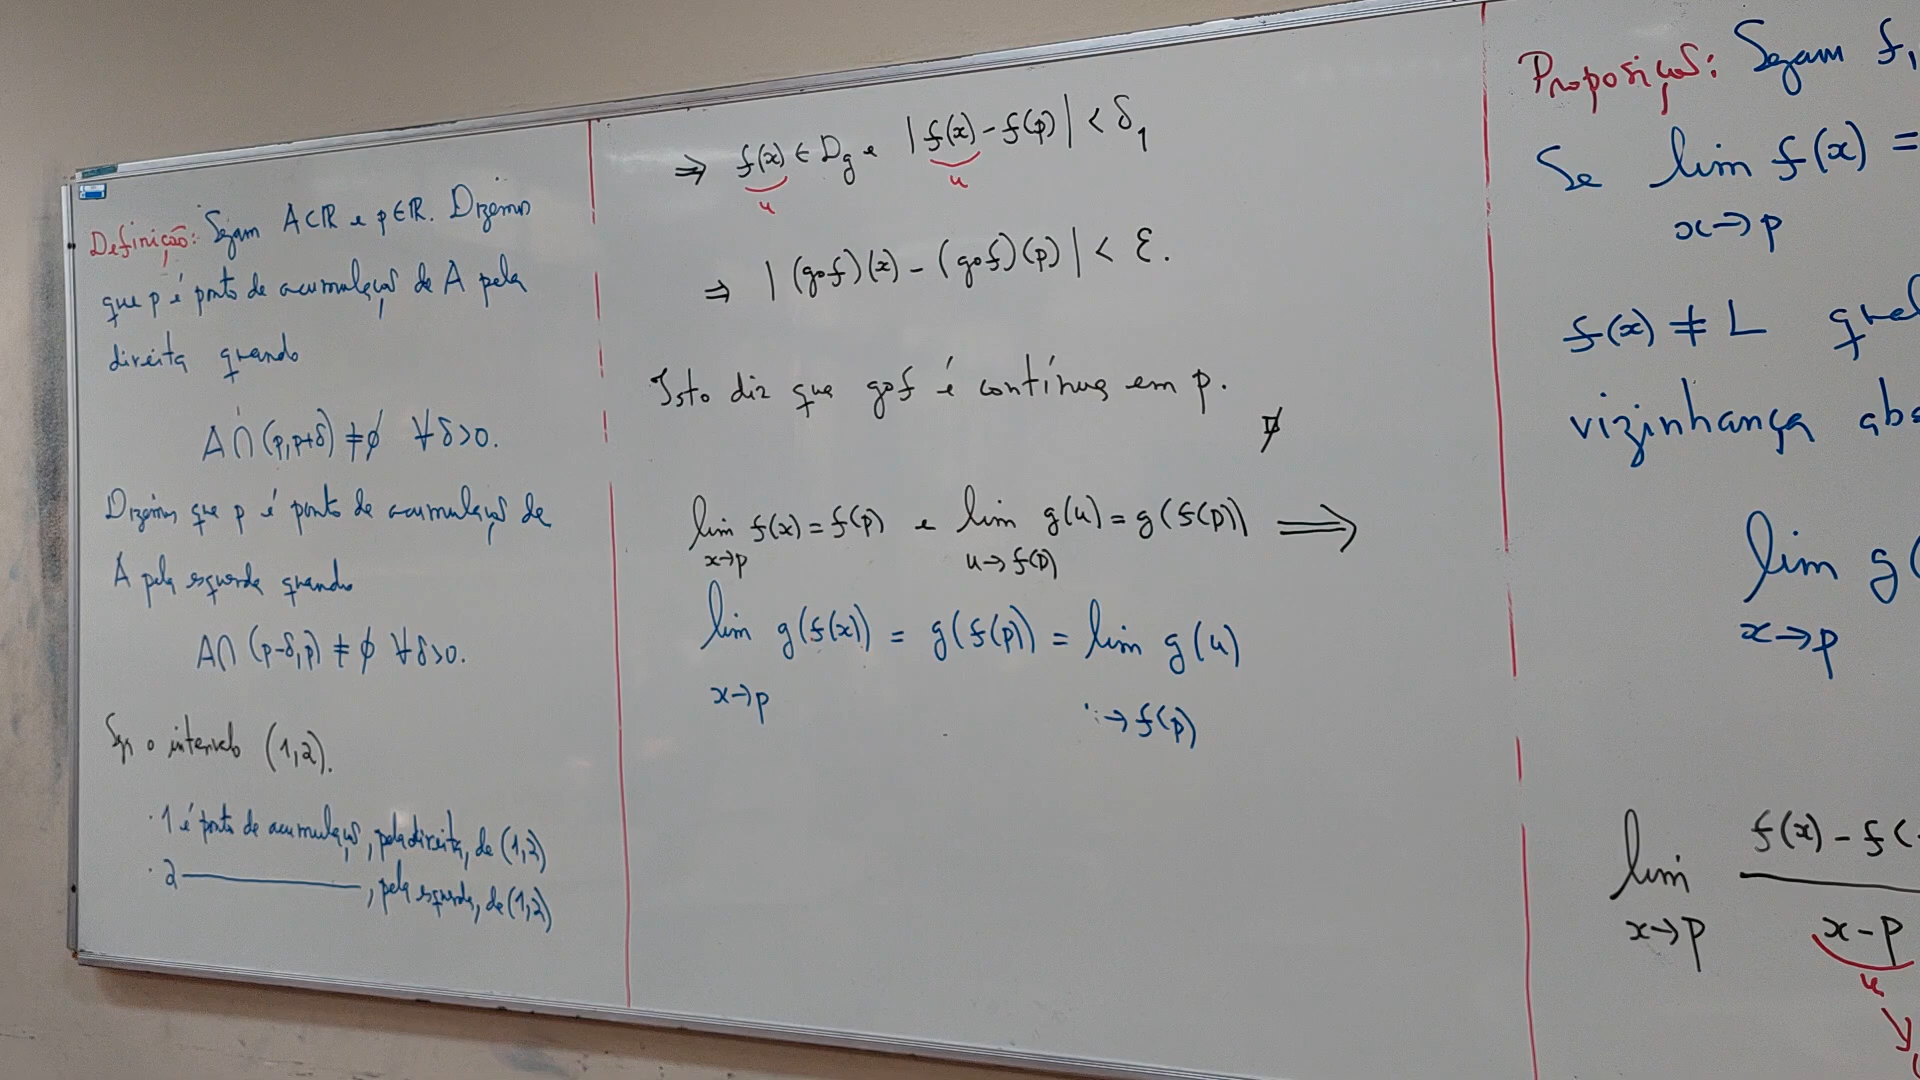 Definição: Sejam A⊂ℝ e p∈ℝ. Dizemos
que p é ponto de acumulação de A pela
direita quando
A∩(p,p+δ)≠∅ ∀δ>0.
Dizemos que p é ponto de acumulação de
A pela esquerda quando
A∩(p-δ,p)≠∅ ∀δ>0.
Seja o intervalo (1,2).
· 1 é ponto de acumulação, pela direita, de (1,2)
· 2 ————, pela esquerda, de (1,2)
⇒ f(x) ∈ D_g e |f(x) - f(p)| < δ₁
u u
⇒ |(g∘f)(x) - (g∘f)(p)| < ε.
Isto diz que g∘f é contínua em p.
lim f(x) = f(p) e lim g(u) = g(f(p)) ⟹
x→p u→f(p)
lim g(f(x)) = g(f(p)) = lim g(u)
x→p →f(p)
Proposição: Sejam f,
Se lim f(x) =
x→p
f(x) ≠ L
vizinhança
lim g(
x→p
lim f(x) - f(
x→p x-p
u